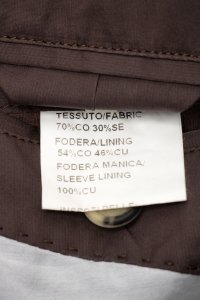 TESSUTO/FABRIC
70%CO 30%SE
FODERA/LINING
54%CO 46%CU
FODERA MANICA/
SLEEVE LINING
100%CU